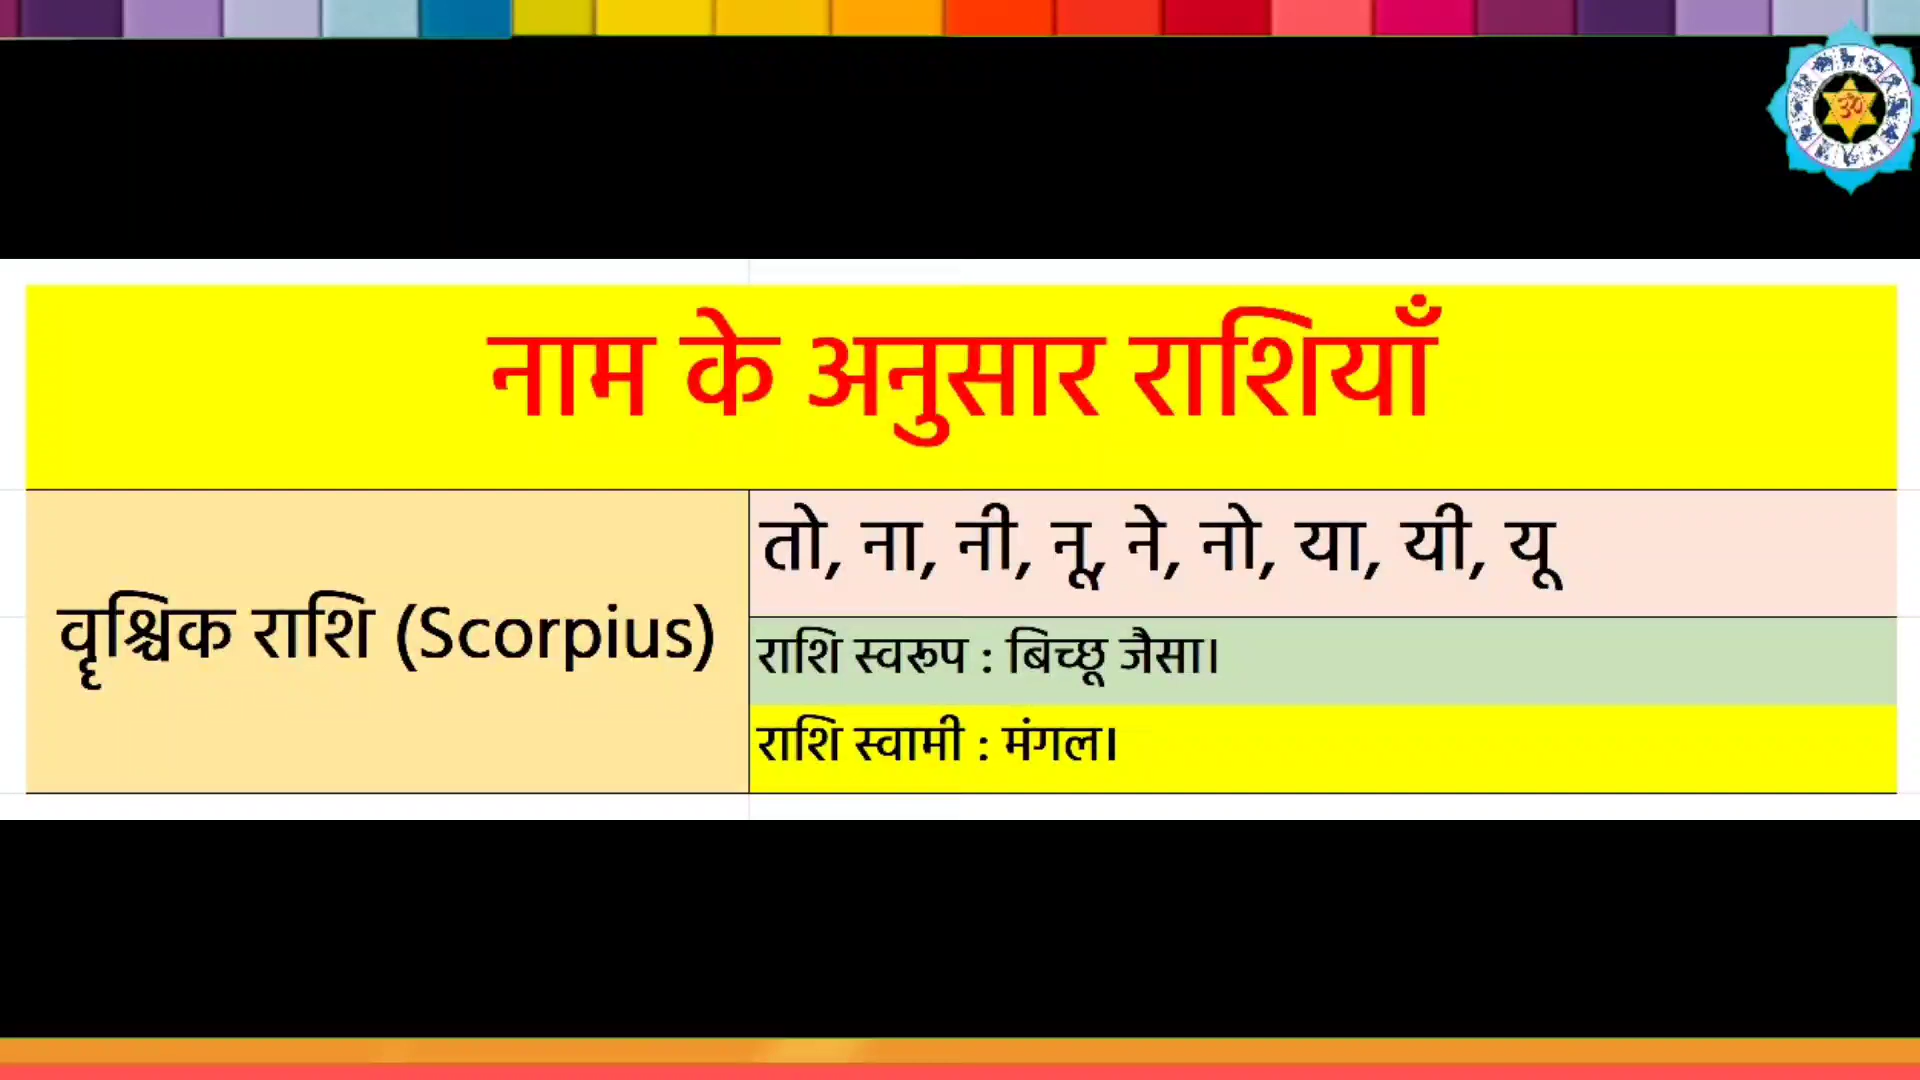 नाम के अनुसार राशियाँ
वृश्चिक राशि (Scorpius)
तो, ना, नी, नू, ने, नो, या, यी, यू
राशि स्वरूप : बिच्छू जैसा।
राशि स्वामी : मंगल।
ॐ